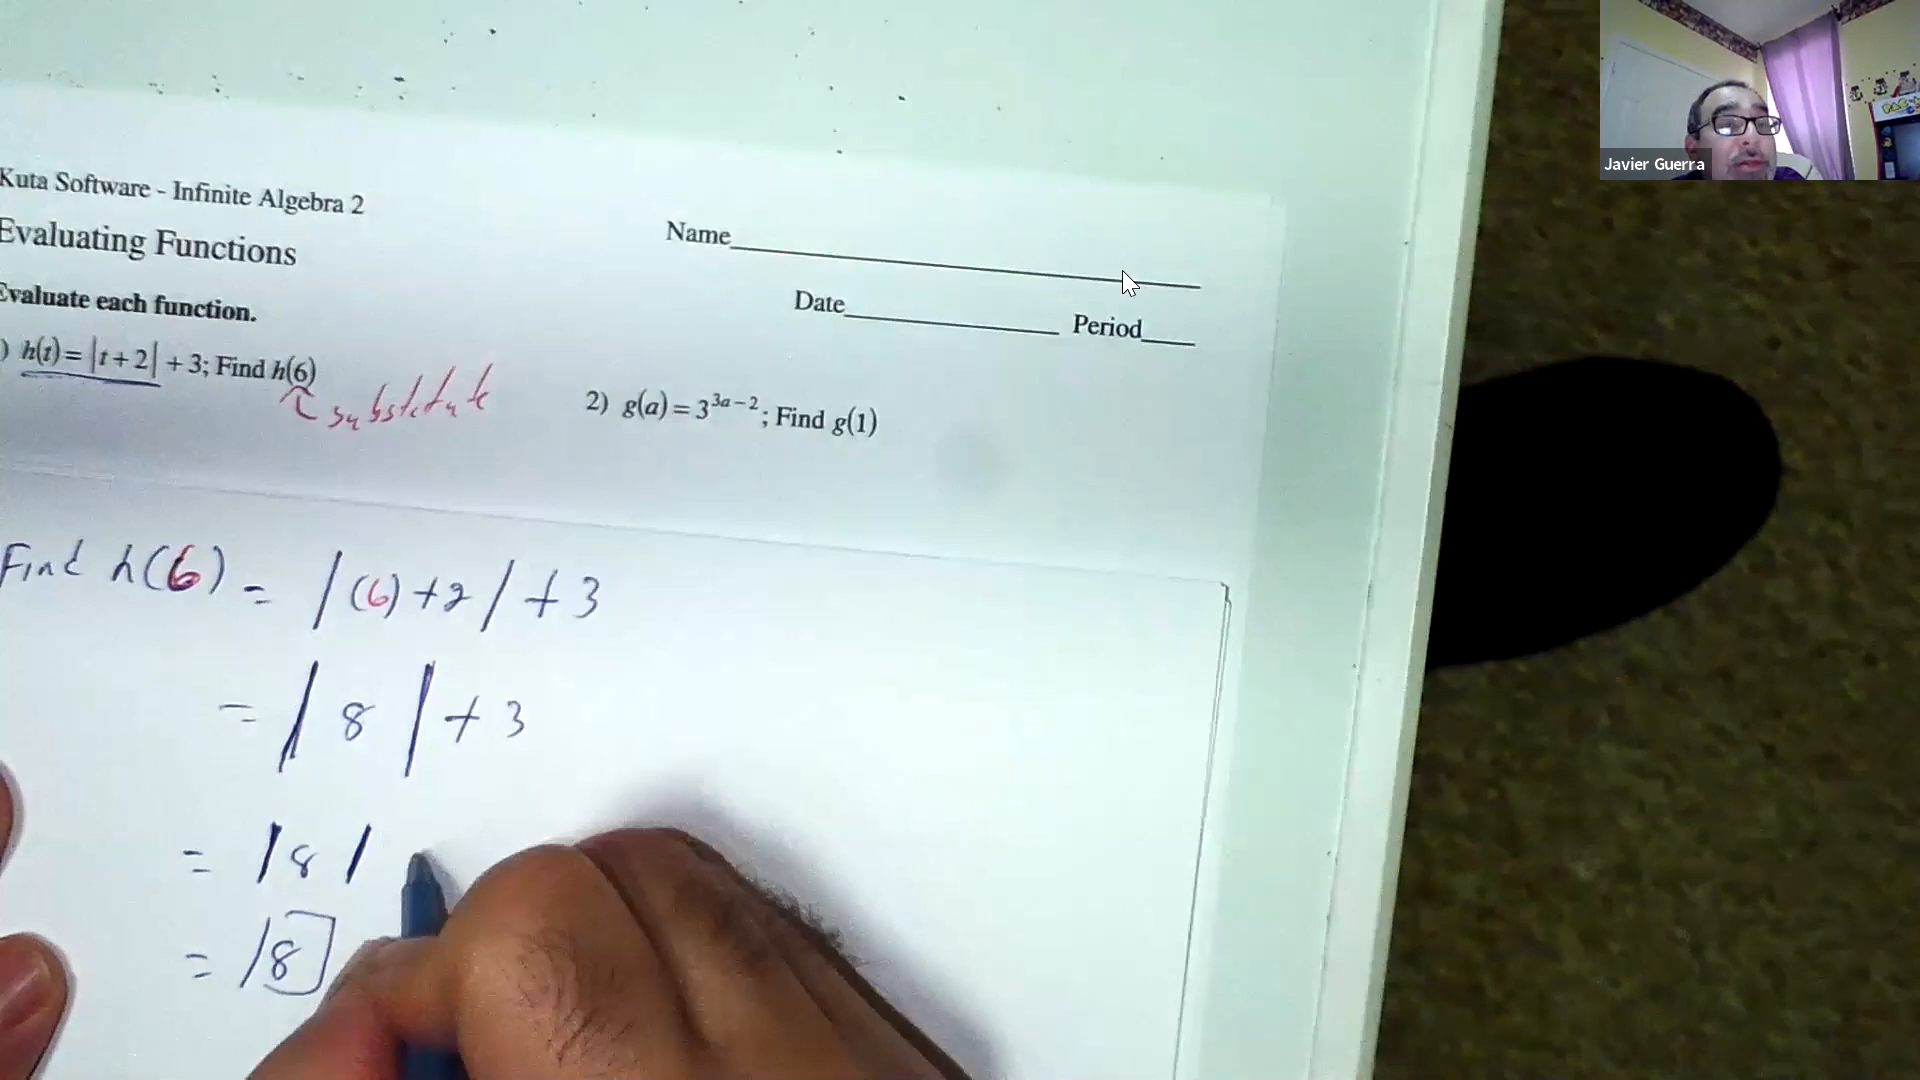 Javier Guerra
Kuta Software - Infinite Algebra 2
Evaluating Functions
Name
Date Period
Evaluate each function.
) h(t) = |t + 2| + 3; Find h(6)
substitute
2) g(a) = 3^{3a − 2}; Find g(1)
Find h(6) = |(6)+2| + 3
= | 8 | + 3
= |8|
= |8